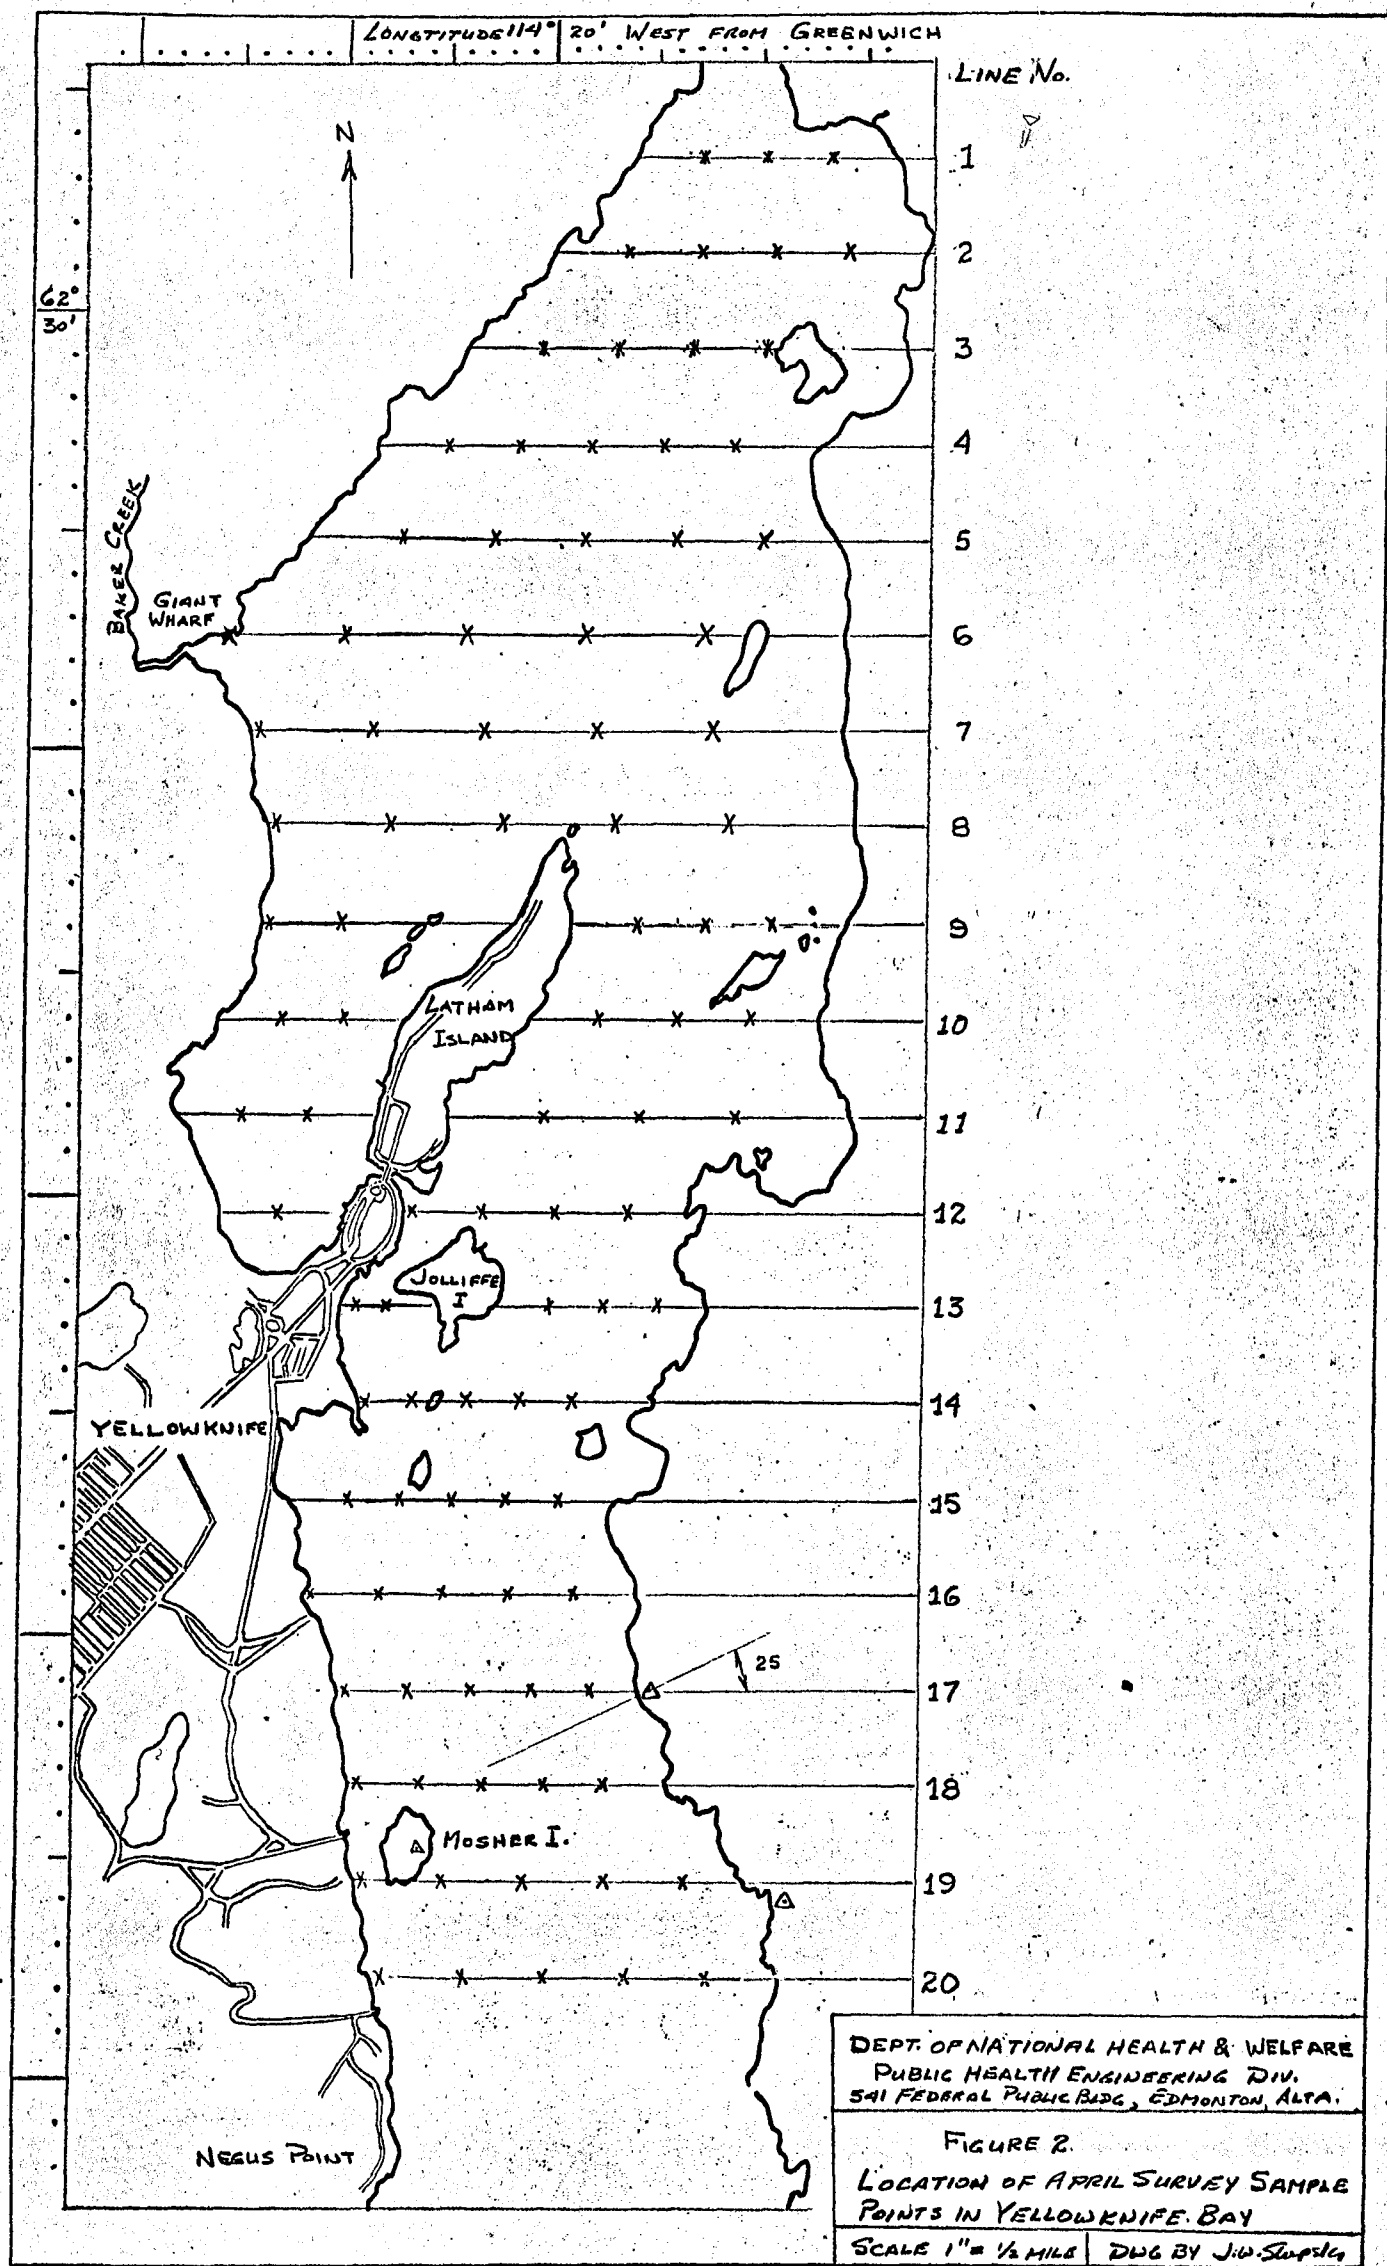 LONGTITUDE 114° 20' WEST FROM GREENWICH
LINE No.
N
1
2
62°
30'
3
4
BAKER CREEK
5
GIANT
WHARF
6
7
8
9
LATHAM
ISLAND
10
11
12
JOLLIFFE
I
13
14
YELLOWKNIFE
15
16
25
17
18
MOSHER I.
19
20
NEGUS POINT
DEPT. OF NATIONAL HEALTH & WELFARE
PUBLIC HEALTH ENGINEERING DIV.
541 FEDERAL PUBLIC BLDG, EDMONTON, ALTA.
FIGURE 2.
LOCATION OF APRIL SURVEY SAMPLE
POINTS IN YELLOWKNIFE BAY
SCALE 1" = 1/2 MILE
DWG BY J.W.